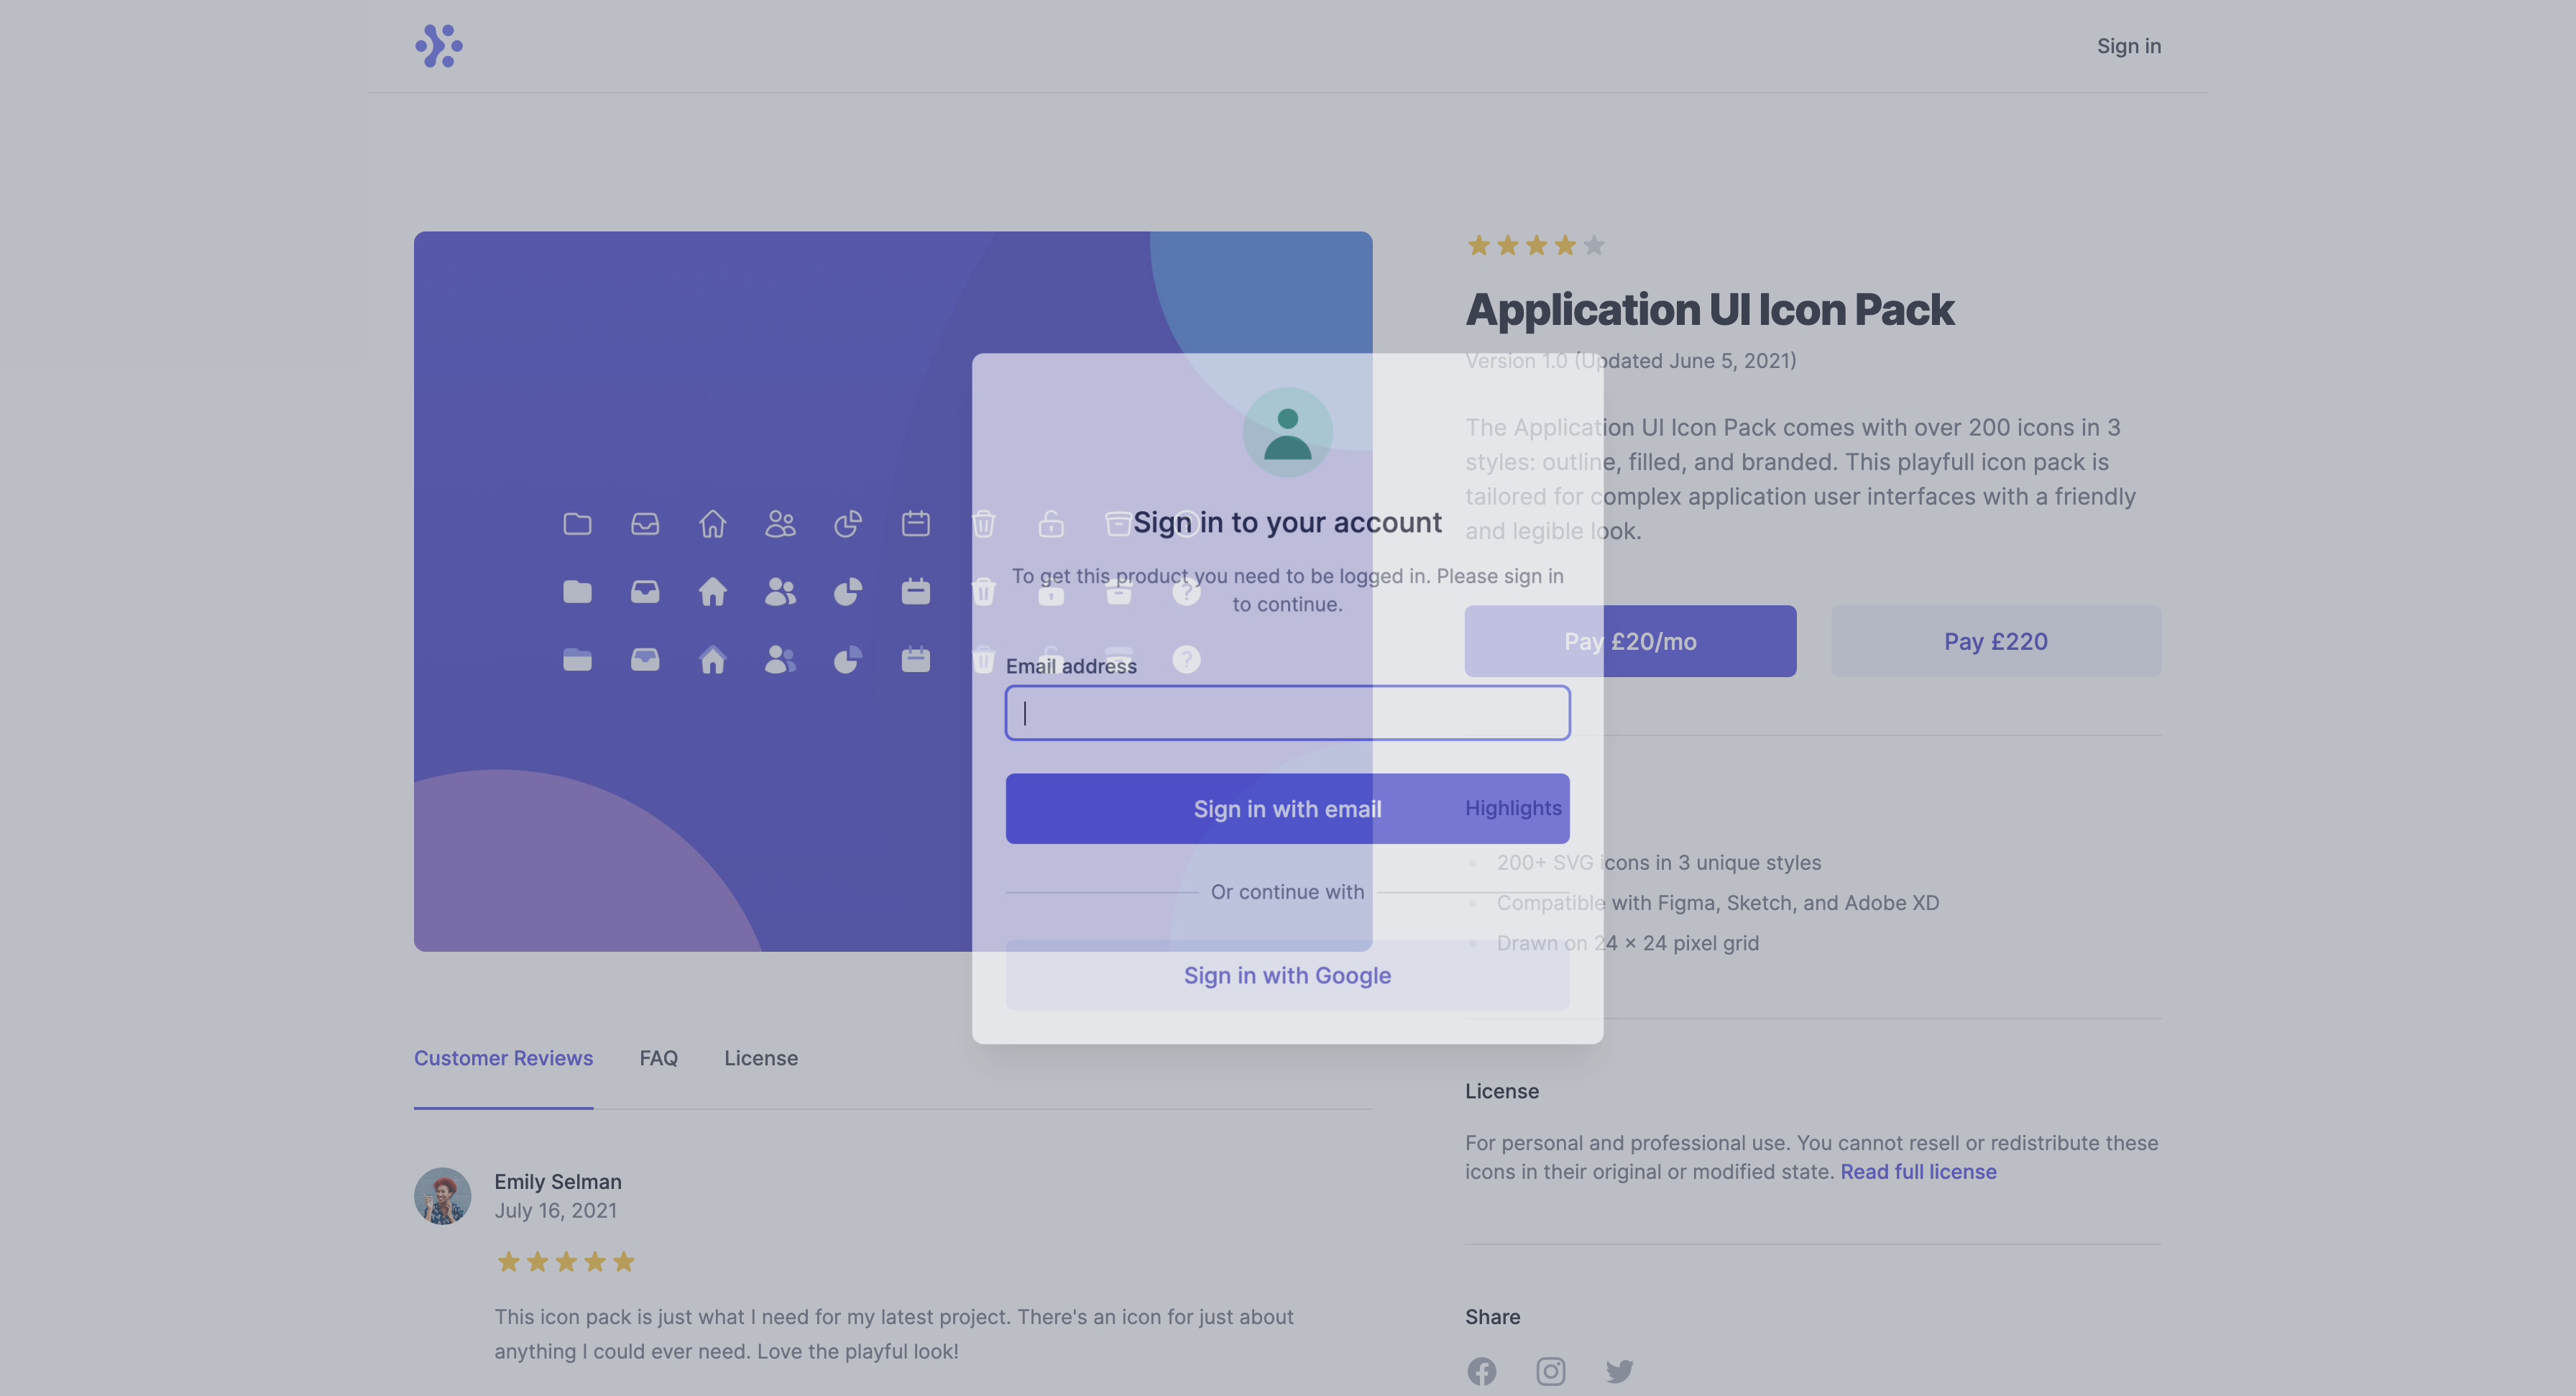 Sign in
Application UI Icon Pack
Version 1.0 (Updated June 5, 2021)
The Application UI Icon Pack comes with over 200 icons in 3
styles: outline, filled, and branded. This playfull icon pack is
tailored for complex application user interfaces with a friendly
and legible look.
Pay £20/mo
Pay £220
Sign in to your account
To get this product you need to be logged in. Please sign in
to continue.
Email address
Sign in with email
Or continue with
Sign in with Google
Highlights
200+ SVG icons in 3 unique styles
Compatible with Figma, Sketch, and Adobe XD
Drawn on 24 × 24 pixel grid
Customer Reviews
FAQ
License
Emily Selman
July 16, 2021
This icon pack is just what I need for my latest project. There's an icon for just about
anything I could ever need. Love the playful look!
License
For personal and professional use. You cannot resell or redistribute these
icons in their original or modified state. Read full license
Share